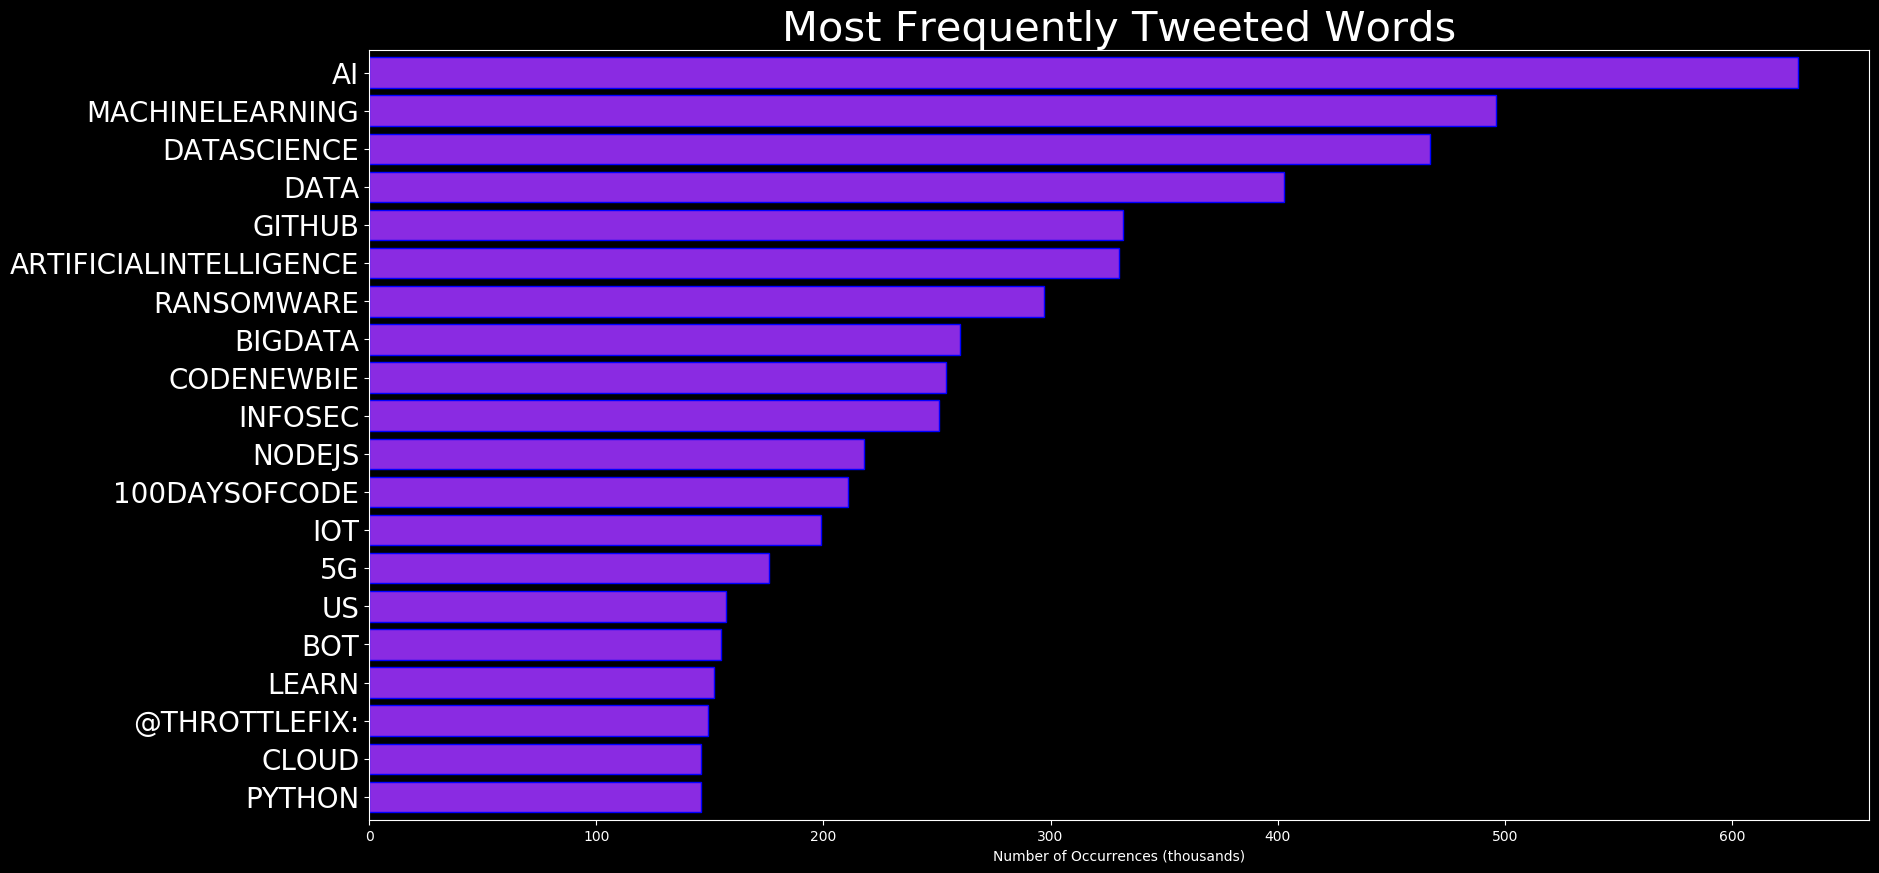 Most Frequently Tweeted Words
AI
MACHINELEARNING
DATASCIENCE
DATA
GITHUB
ARTIFICIALINTELLIGENCE
RANSOMWARE
BIGDATA
CODENEWBIE
INFOSEC
NODEJS
100DAYSOFCODE
IOT
5G
US
BOT
LEARN
@THROTTLEFIX:
CLOUD
PYTHON
0 100 200 300 400 500 600
Number of Occurrences (thousands)